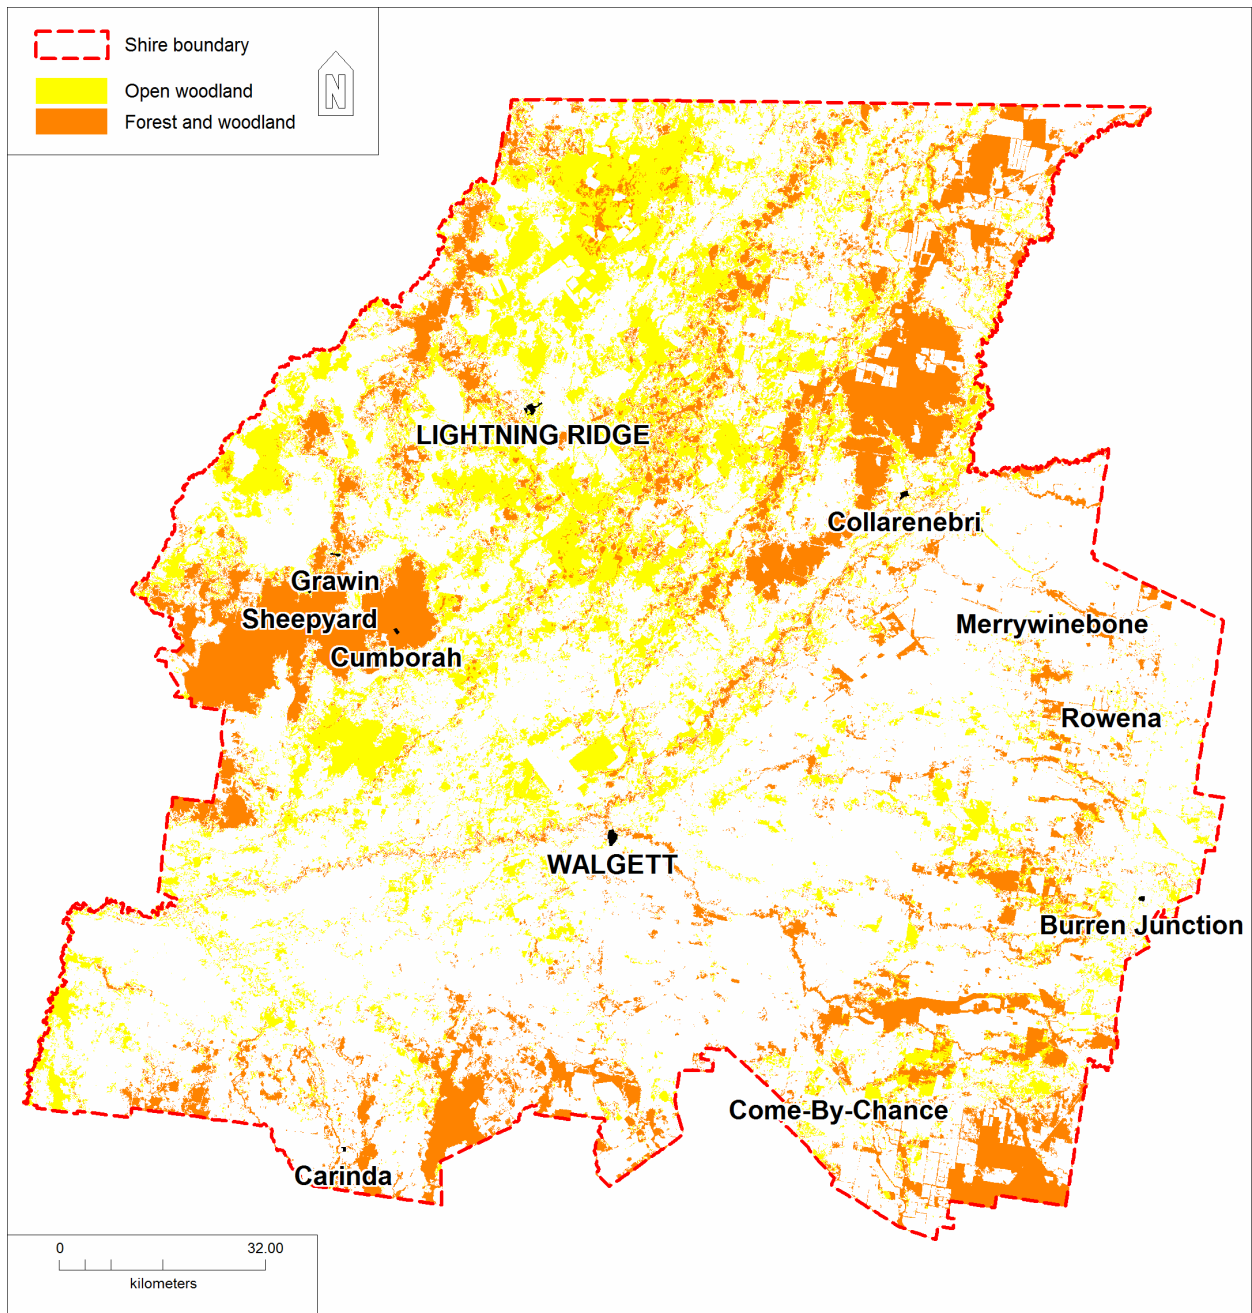 Shire boundary
Open woodland
Forest and woodland
N
LIGHTNING RIDGE
Collarenebri
Grawin
Sheepyard
Merrywinebone
Cumborah
Rowena
WALGETT
Burren Junction
Come-By-Chance
Carinda
0 32.00
kilometers